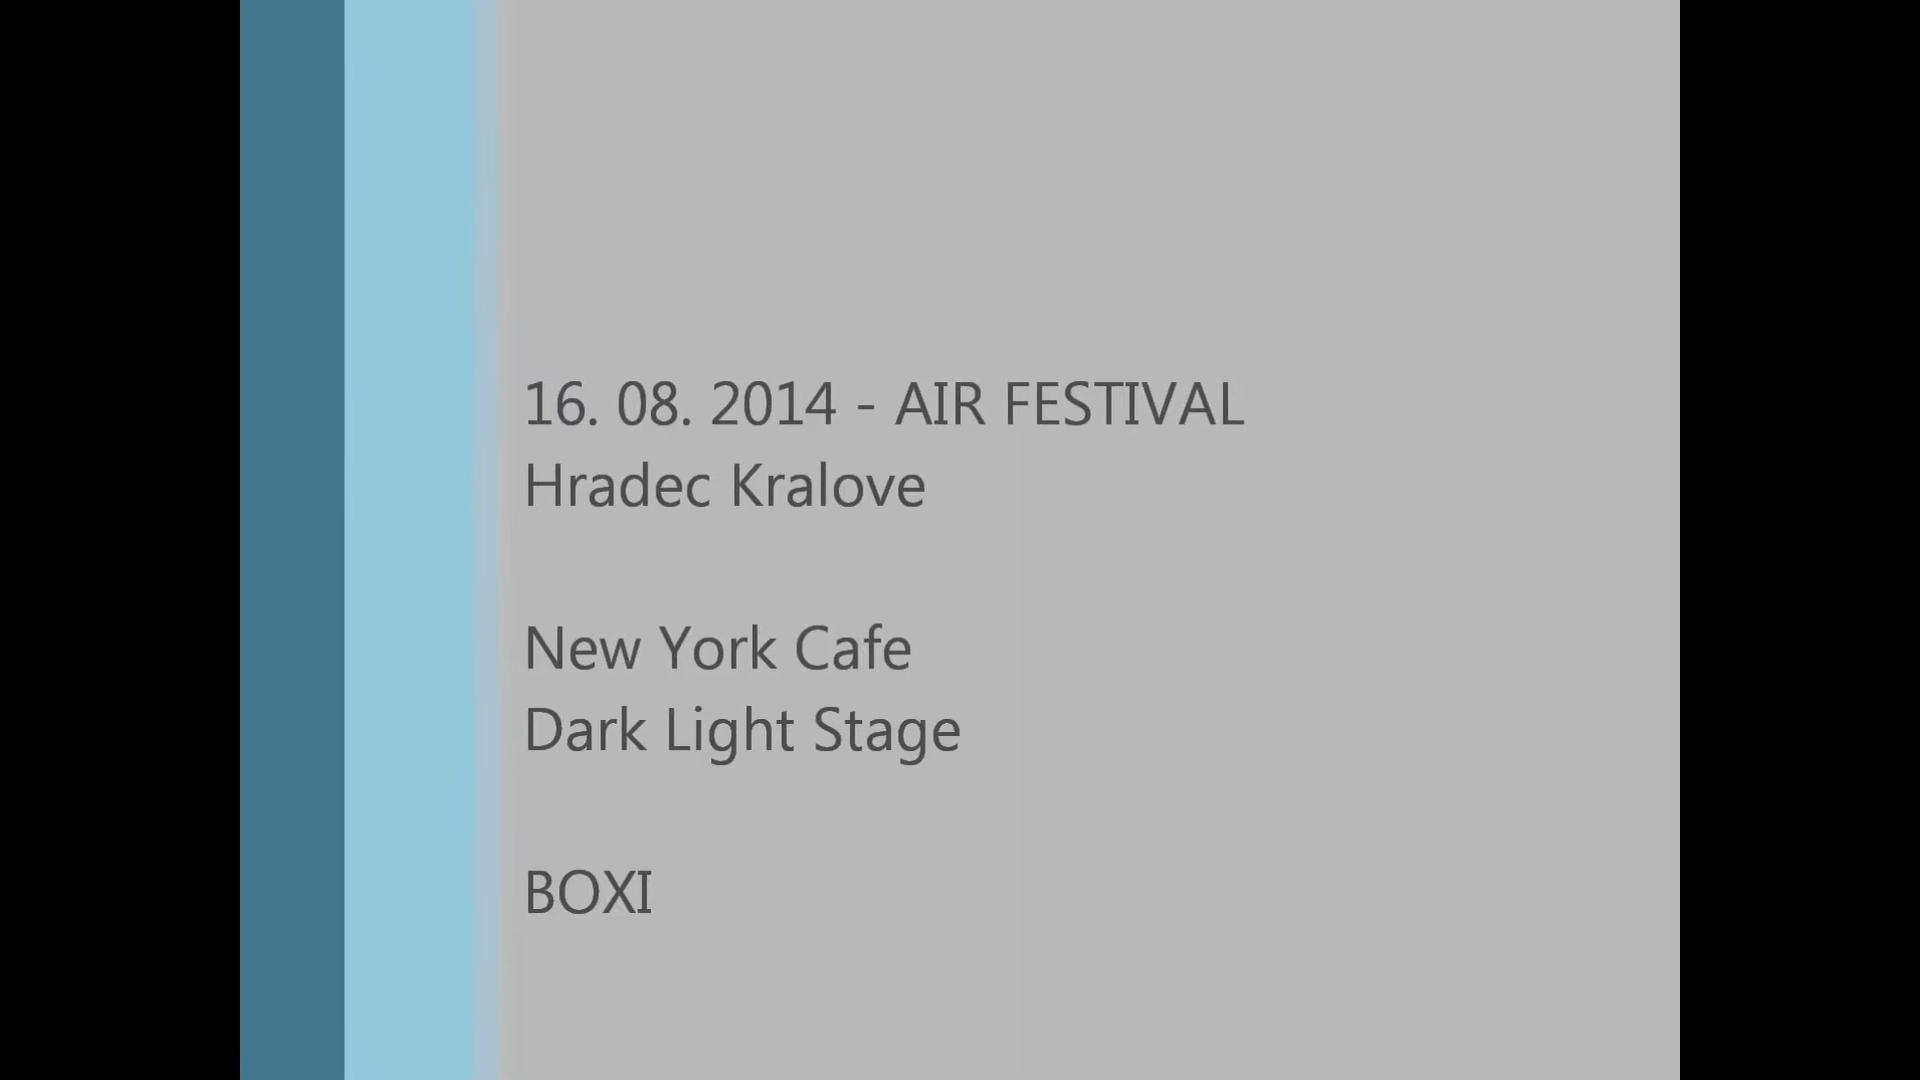 16. 08. 2014 - AIR FESTIVAL
Hradec Kralove
New York Cafe
Dark Light Stage
BOXI